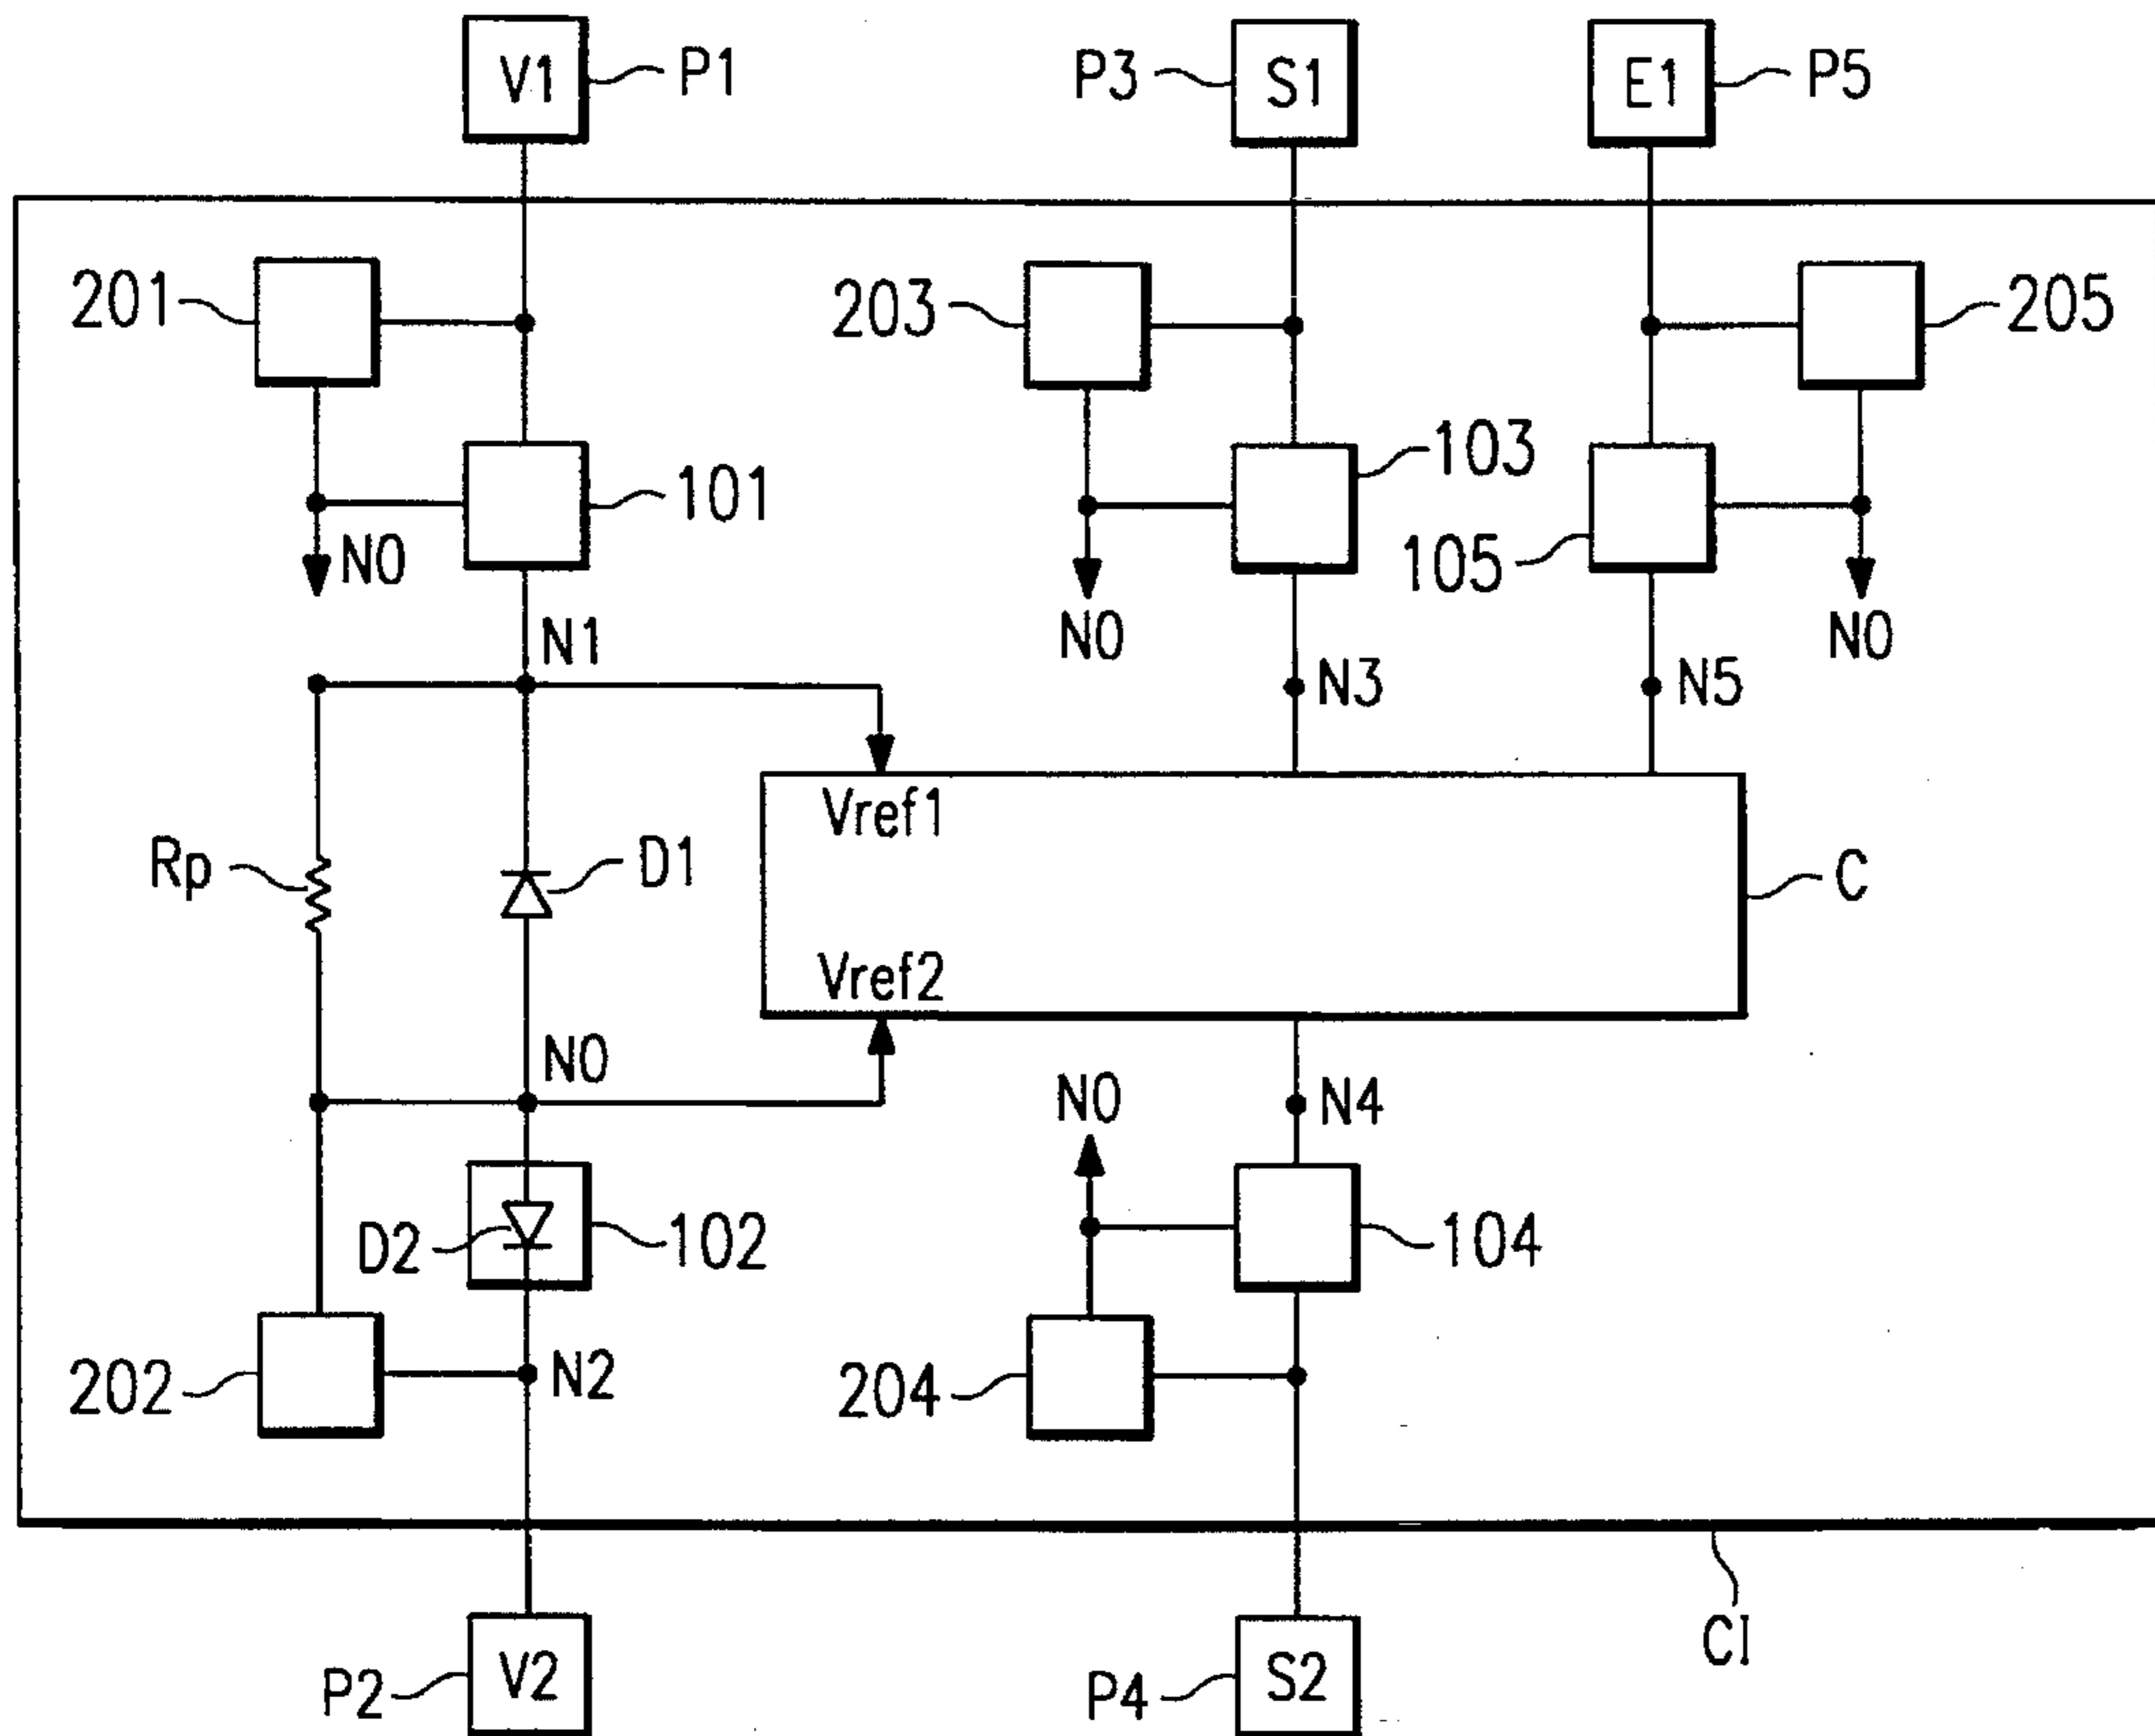 V1 P1 P3 S1 E1 P5
201 203 205
101 103
N0 105
N1 N0 N0
N3 N5
Vref1
Rp D1 C
Vref2
N0 N0 N4
D2 102 104
202 N2 204
CI
P2 V2 P4 S2